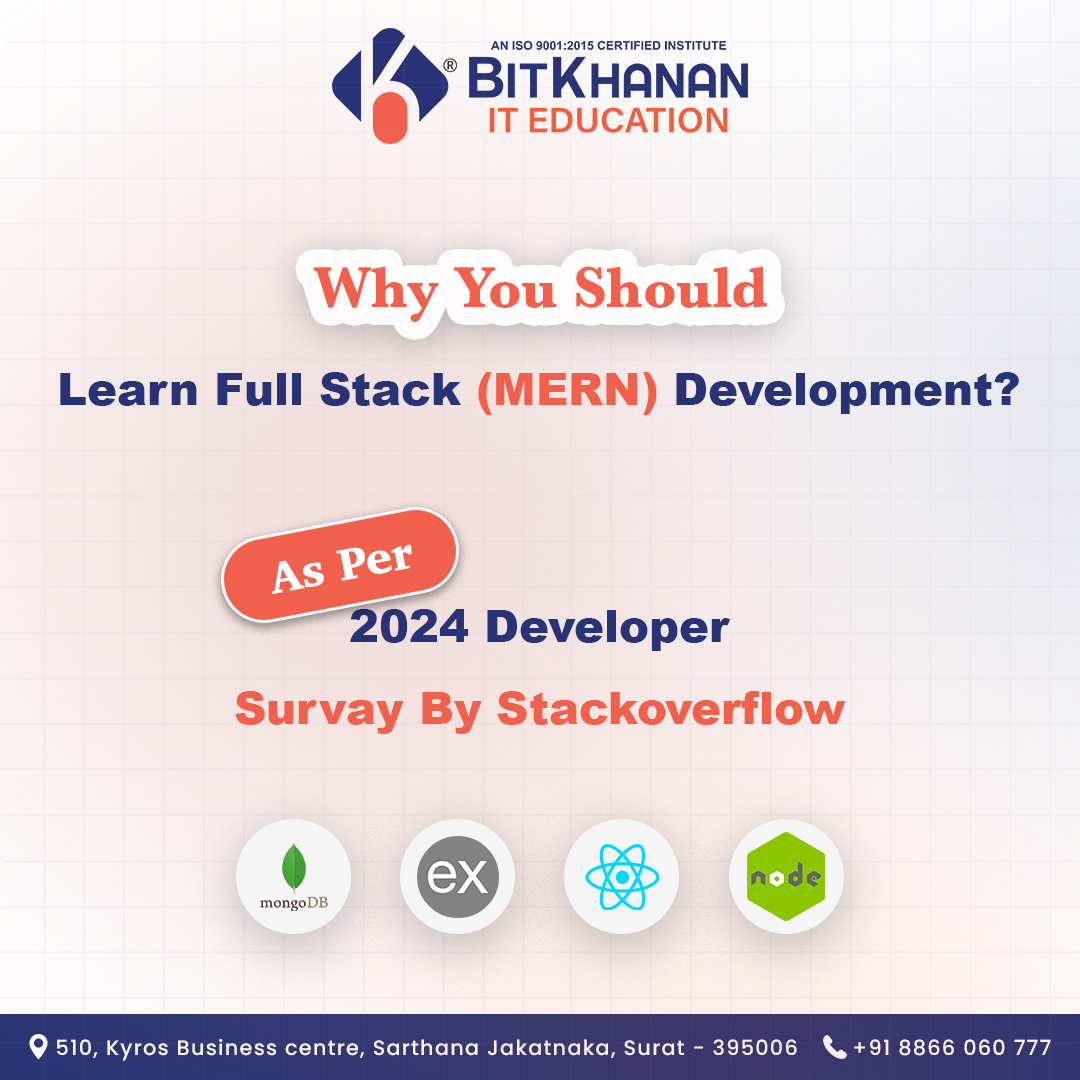 AN ISO 9001:2015 CERTIFIED INSTITUTE
®
BITKHANAN
IT EDUCATION
Why You Should
Learn Full Stack (MERN) Development?
As Per
2024 Developer
Survay By Stackoverflow
mongoDB
ex
node
510, Kyros Business centre, Sarthana Jakatnaka, Surat - 395006
+91 8866 060 777